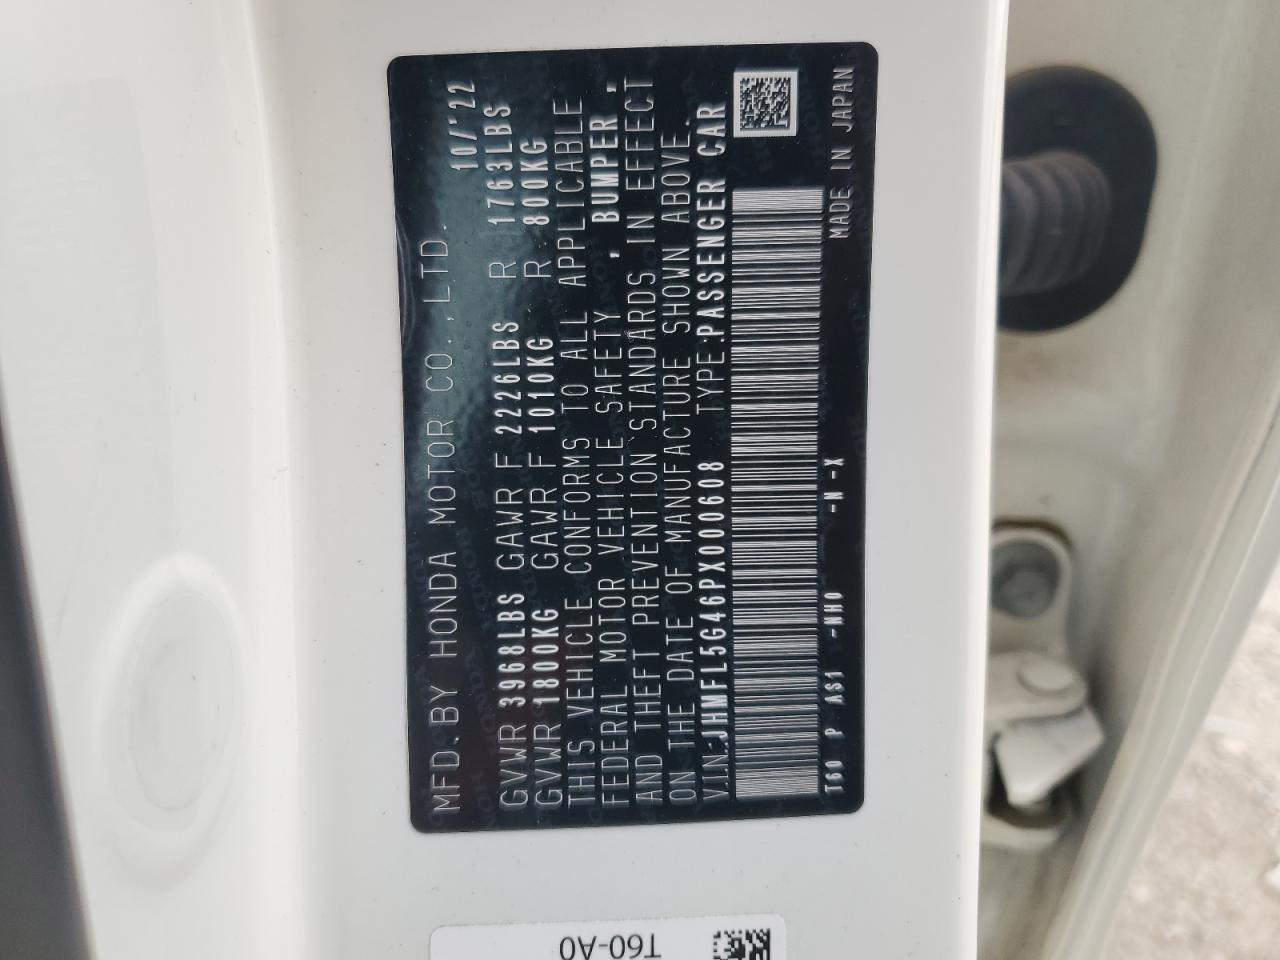 MFD. BY HONDA MOTOR CO.,LTD. 10/'22
GVWR 3968LBS GAWR F 2226LBS R 1763LBS
GVWR 1800KG GAWR F 1010KG R 800KG
THIS VEHICLE CONFORMS TO ALL APPLICABLE
FEDERAL MOTOR VEHICLE SAFETY , BUMPER ,
AND THEFT PREVENTION STANDARDS IN EFFECT
ON THE DATE OF MANUFACTURE SHOWN ABOVE.
VIN:JHMFL5G46PX000608 TYPE:PASSENGER CAR
T60 P AS1 -NH0 -N -X MADE IN JAPAN
T60-A0